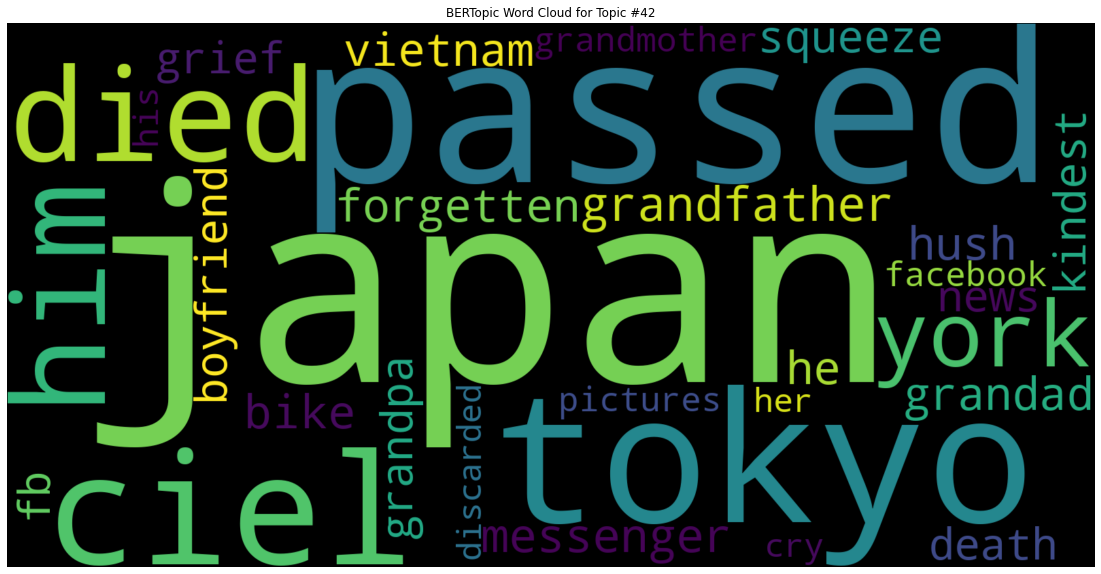 BERTopic Word Cloud for Topic #42
vietnam
grandmother
squeeze
grief
died
his
passed
kindest
him
boyfriend
forgetten
grandfather
hush
facebook
news
japan
york
he
grandad
bike
grandpa
discarded
pictures
her
tokyo
fb
ciel
messenger
cry
death